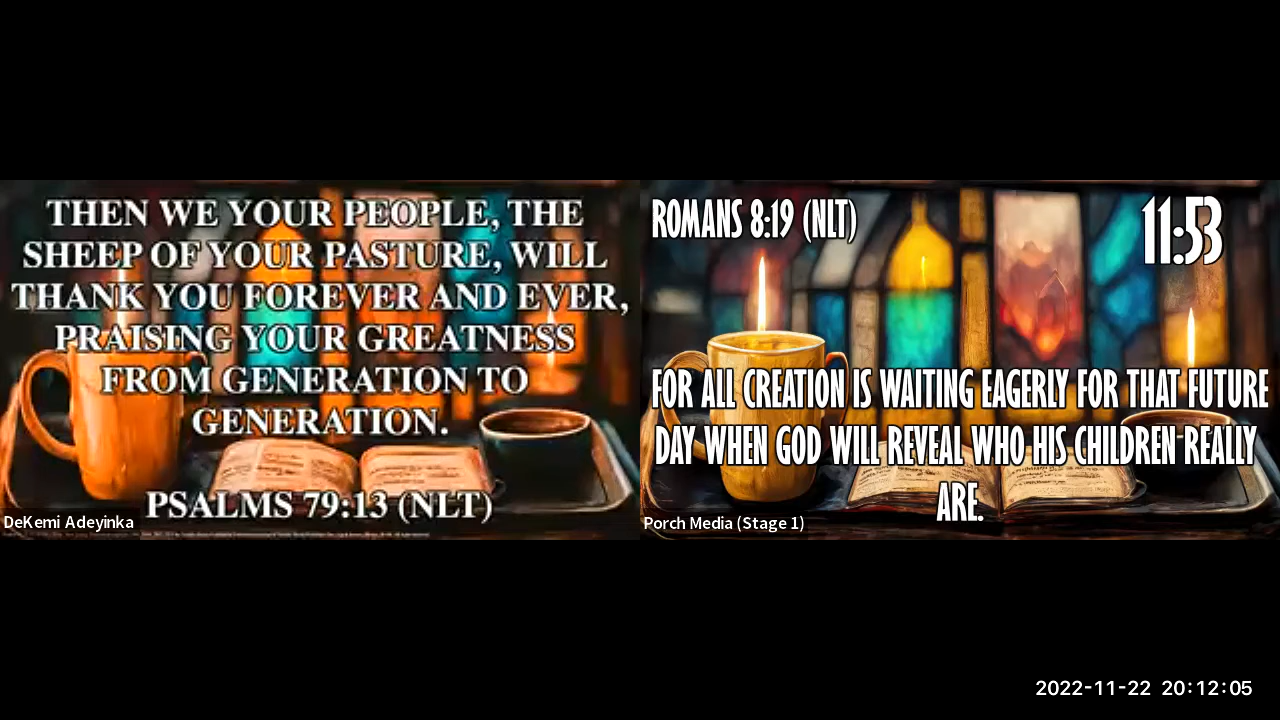 THEN WE YOUR PEOPLE, THE
SHEEP OF YOUR PASTURE, WILL
THANK YOU FOREVER AND EVER,
PRAISING YOUR GREATNESS
FROM GENERATION TO
GENERATION.
PSALMS 79:13 (NLT)
DeKemi Adeyinka
ROMANS 8:19 (NLT)
11:53
FOR ALL CREATION IS WAITING EAGERLY FOR THAT FUTURE
DAY WHEN GOD WILL REVEAL WHO HIS CHILDREN REALLY
ARE.
Porch Media (Stage 1)
2022-11-22 20:12:05